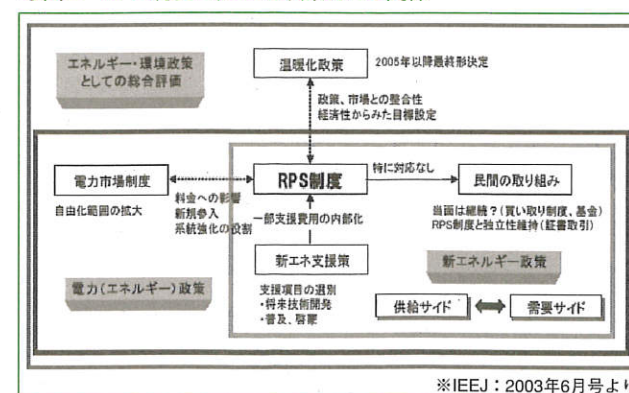 エネルギー・環境政策
としての総合評価
温暖化政策
2005年以降最終形決定
政策、市場との整合性
経済性からみた目標設定
電力市場制度
RPS制度
特に対応なし
民間の取り組み
自由化範囲の拡大
料金への影響
新規参入
系統強化の役割
一部支援費用の内部化
当面は継続?(買い取り制度、基金)
RPS制度と独立性維持(証書取引)
新エネ支援策
新エネルギー政策
電力(エネルギー)政策
支援項目の選別
・将来技術開発
・普及、啓蒙
供給サイド
需要サイド
※IEEJ:2003年6月号より